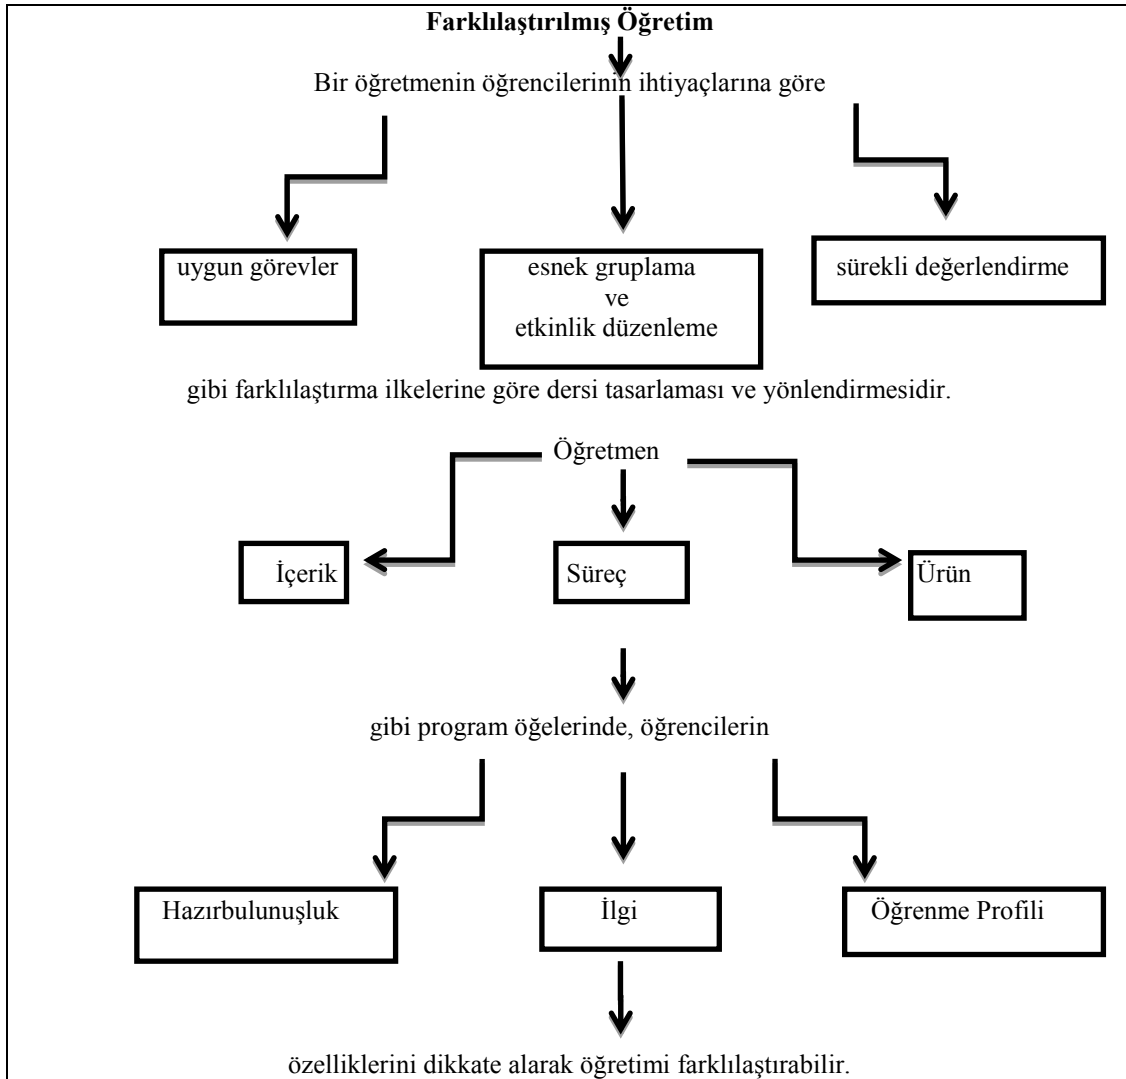 Farklılaştırılmış Öğretim
Bir öğretmenin öğrencilerinin ihtiyaçlarına göre
uygun görevler
esnek gruplama
ve
etkinlik düzenleme
sürekli değerlendirme
gibi farklılaştırma ilkelerine göre dersi tasarlaması ve yönlendirmesidir.
Öğretmen
İçerik
Süreç
Ürün
gibi program öğelerinde, öğrencilerin
Hazırbulunuşluk
İlgi
Öğrenme Profili
özelliklerini dikkate alarak öğretimi farklılaştırabilir.